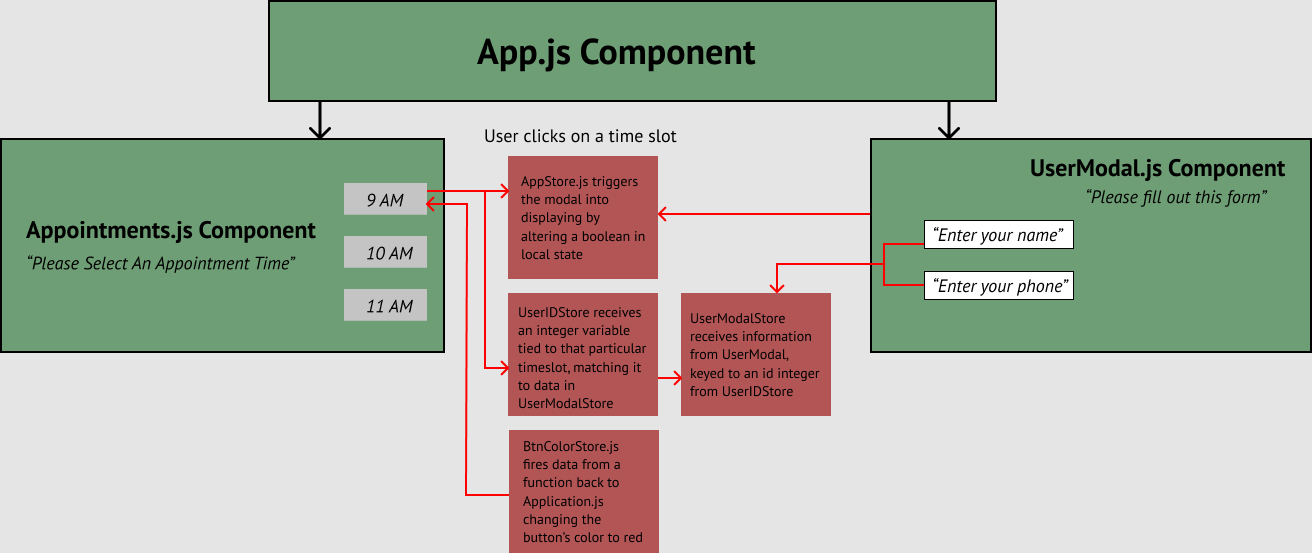 App.js Component
User clicks on a time slot
Appointments.js Component
“Please Select An Appointment Time”
9 AM
10 AM
11 AM
AppStore.js triggers
the modal into
displaying by
altering a boolean in
local state
UserIDStore receives
an integer variable
tied to that particular
timeslot, matching it
to data in
UserModalStore
UserModalStore
receives information
from UserModal,
keyed to an id integer
from UserIDStore
BtnColorStore.js
fires data from a
function back to
Application.js
changing the
button's color to red
UserModal.js Component
“Please fill out this form”
“Enter your name”
“Enter your phone”